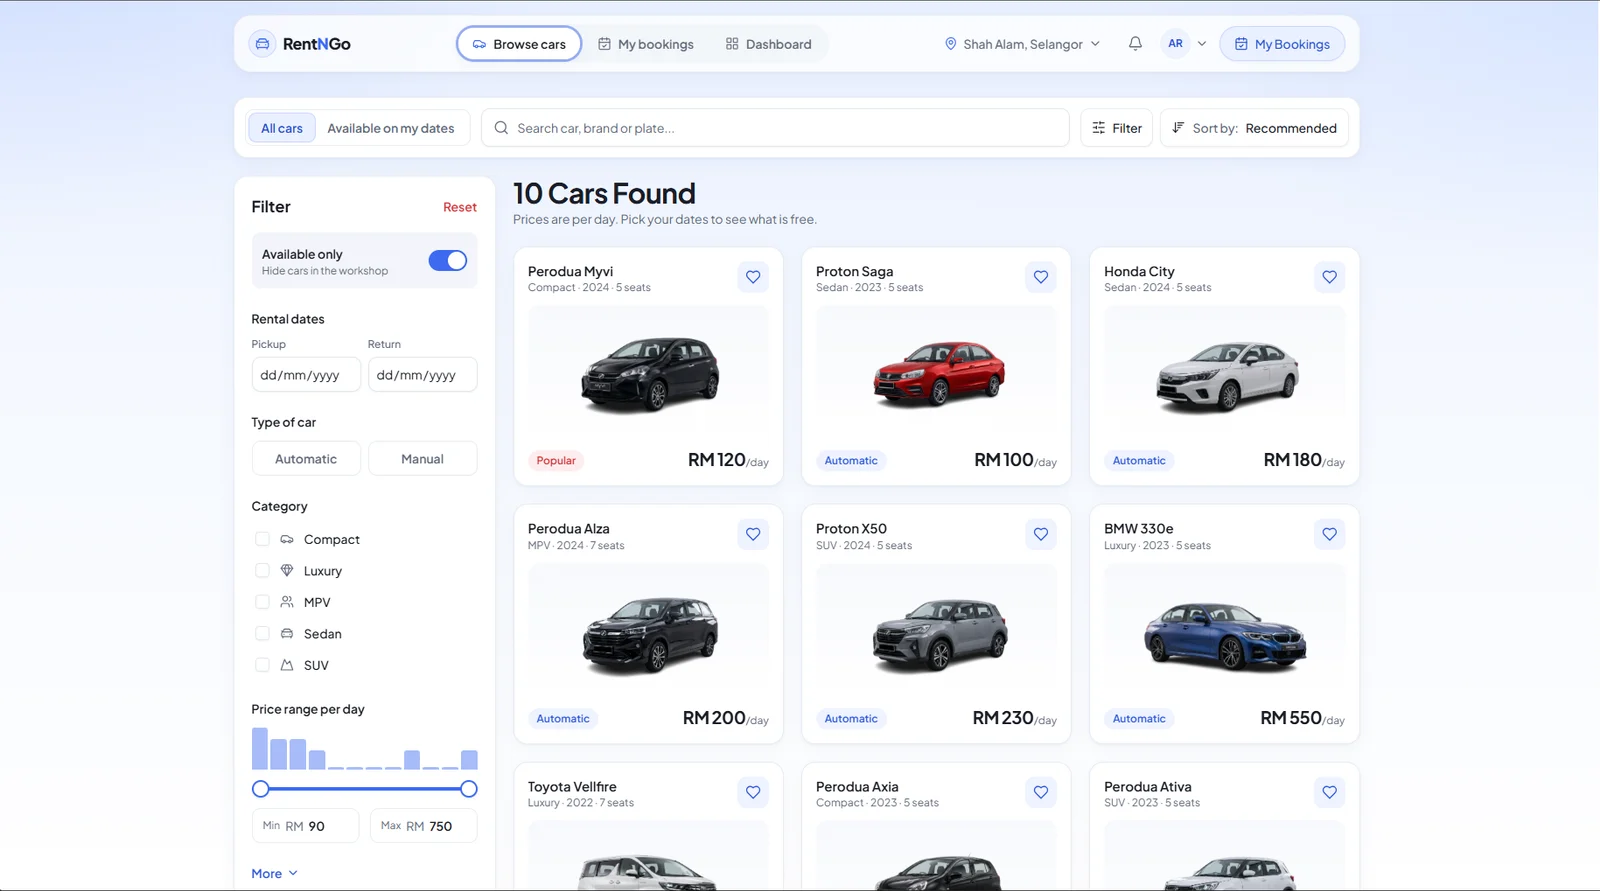 RentNGo
Browse cars
My bookings
Dashboard
Shah Alam, Selangor
AR
My Bookings
All cars
Available on my dates
Search car, brand or plate...
Filter
Sort by: Recommended
Filter
Reset
Available only
Hide cars in the workshop
Rental dates
Pickup
Return
dd/mm/yyyy
dd/mm/yyyy
Type of car
Automatic
Manual
Category
Compact
Luxury
MPV
Sedan
SUV
Price range per day
Min RM 90
Max RM 750
More
10 Cars Found
Prices are per day. Pick your dates to see what is free.
Perodua Myvi
Compact · 2024 · 5 seats
Popular
RM 120/day
Proton Saga
Sedan · 2023 · 5 seats
Automatic
RM 100/day
Honda City
Sedan · 2024 · 5 seats
Automatic
RM 180/day
Perodua Alza
MPV · 2024 · 7 seats
Automatic
RM 200/day
Proton X50
SUV · 2024 · 5 seats
Automatic
RM 230/day
BMW 330e
Luxury · 2023 · 5 seats
Automatic
RM 550/day
Toyota Vellfire
Luxury · 2022 · 7 seats
Perodua Axia
Compact · 2023 · 5 seats
Perodua Ativa
SUV · 2023 · 5 seats